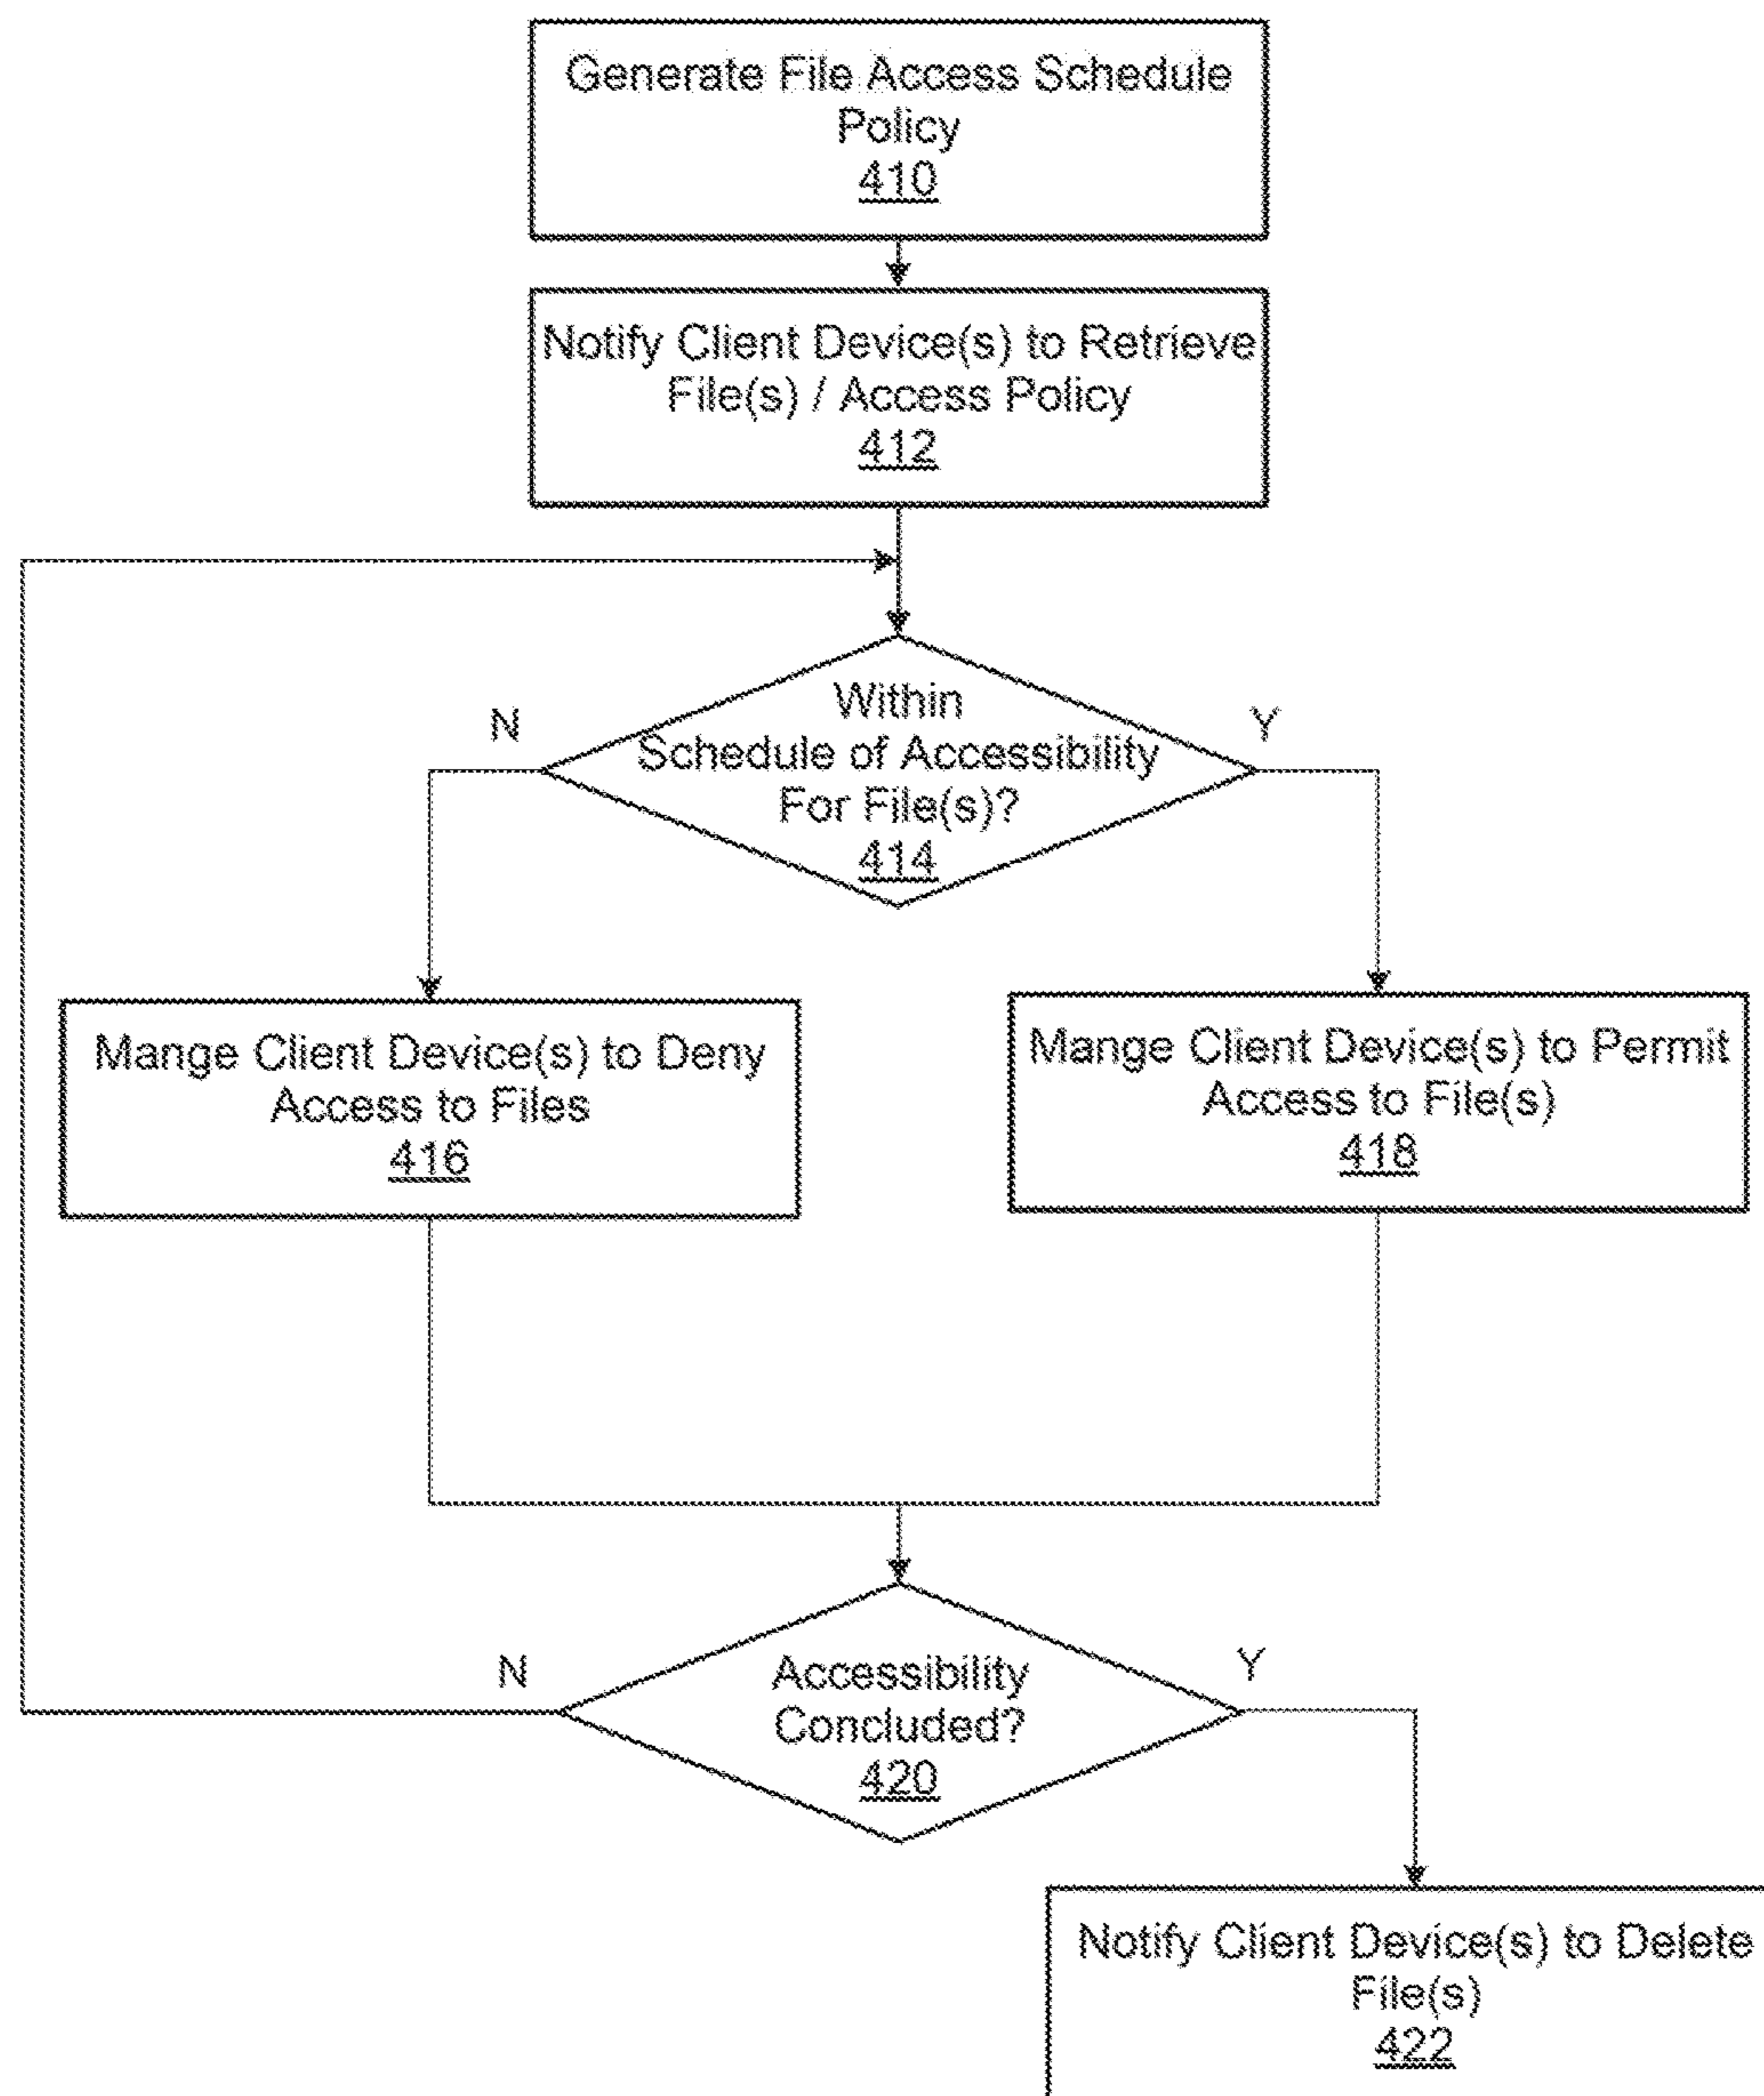 Generate File Access Schedule
Policy
410
Notify Client Device(s) to Retrieve
File(s) / Access Policy
412
N
Y
Within
Schedule of Accessibility
For File(s)?
414
Mange Client Device(s) to Deny
Access to Files
416
Mange Client Device(s) to Permit
Access to File(s)
418
N
Y
Accessibility
Concluded?
420
Notify Client Device(s) to Delete
File(s)
422